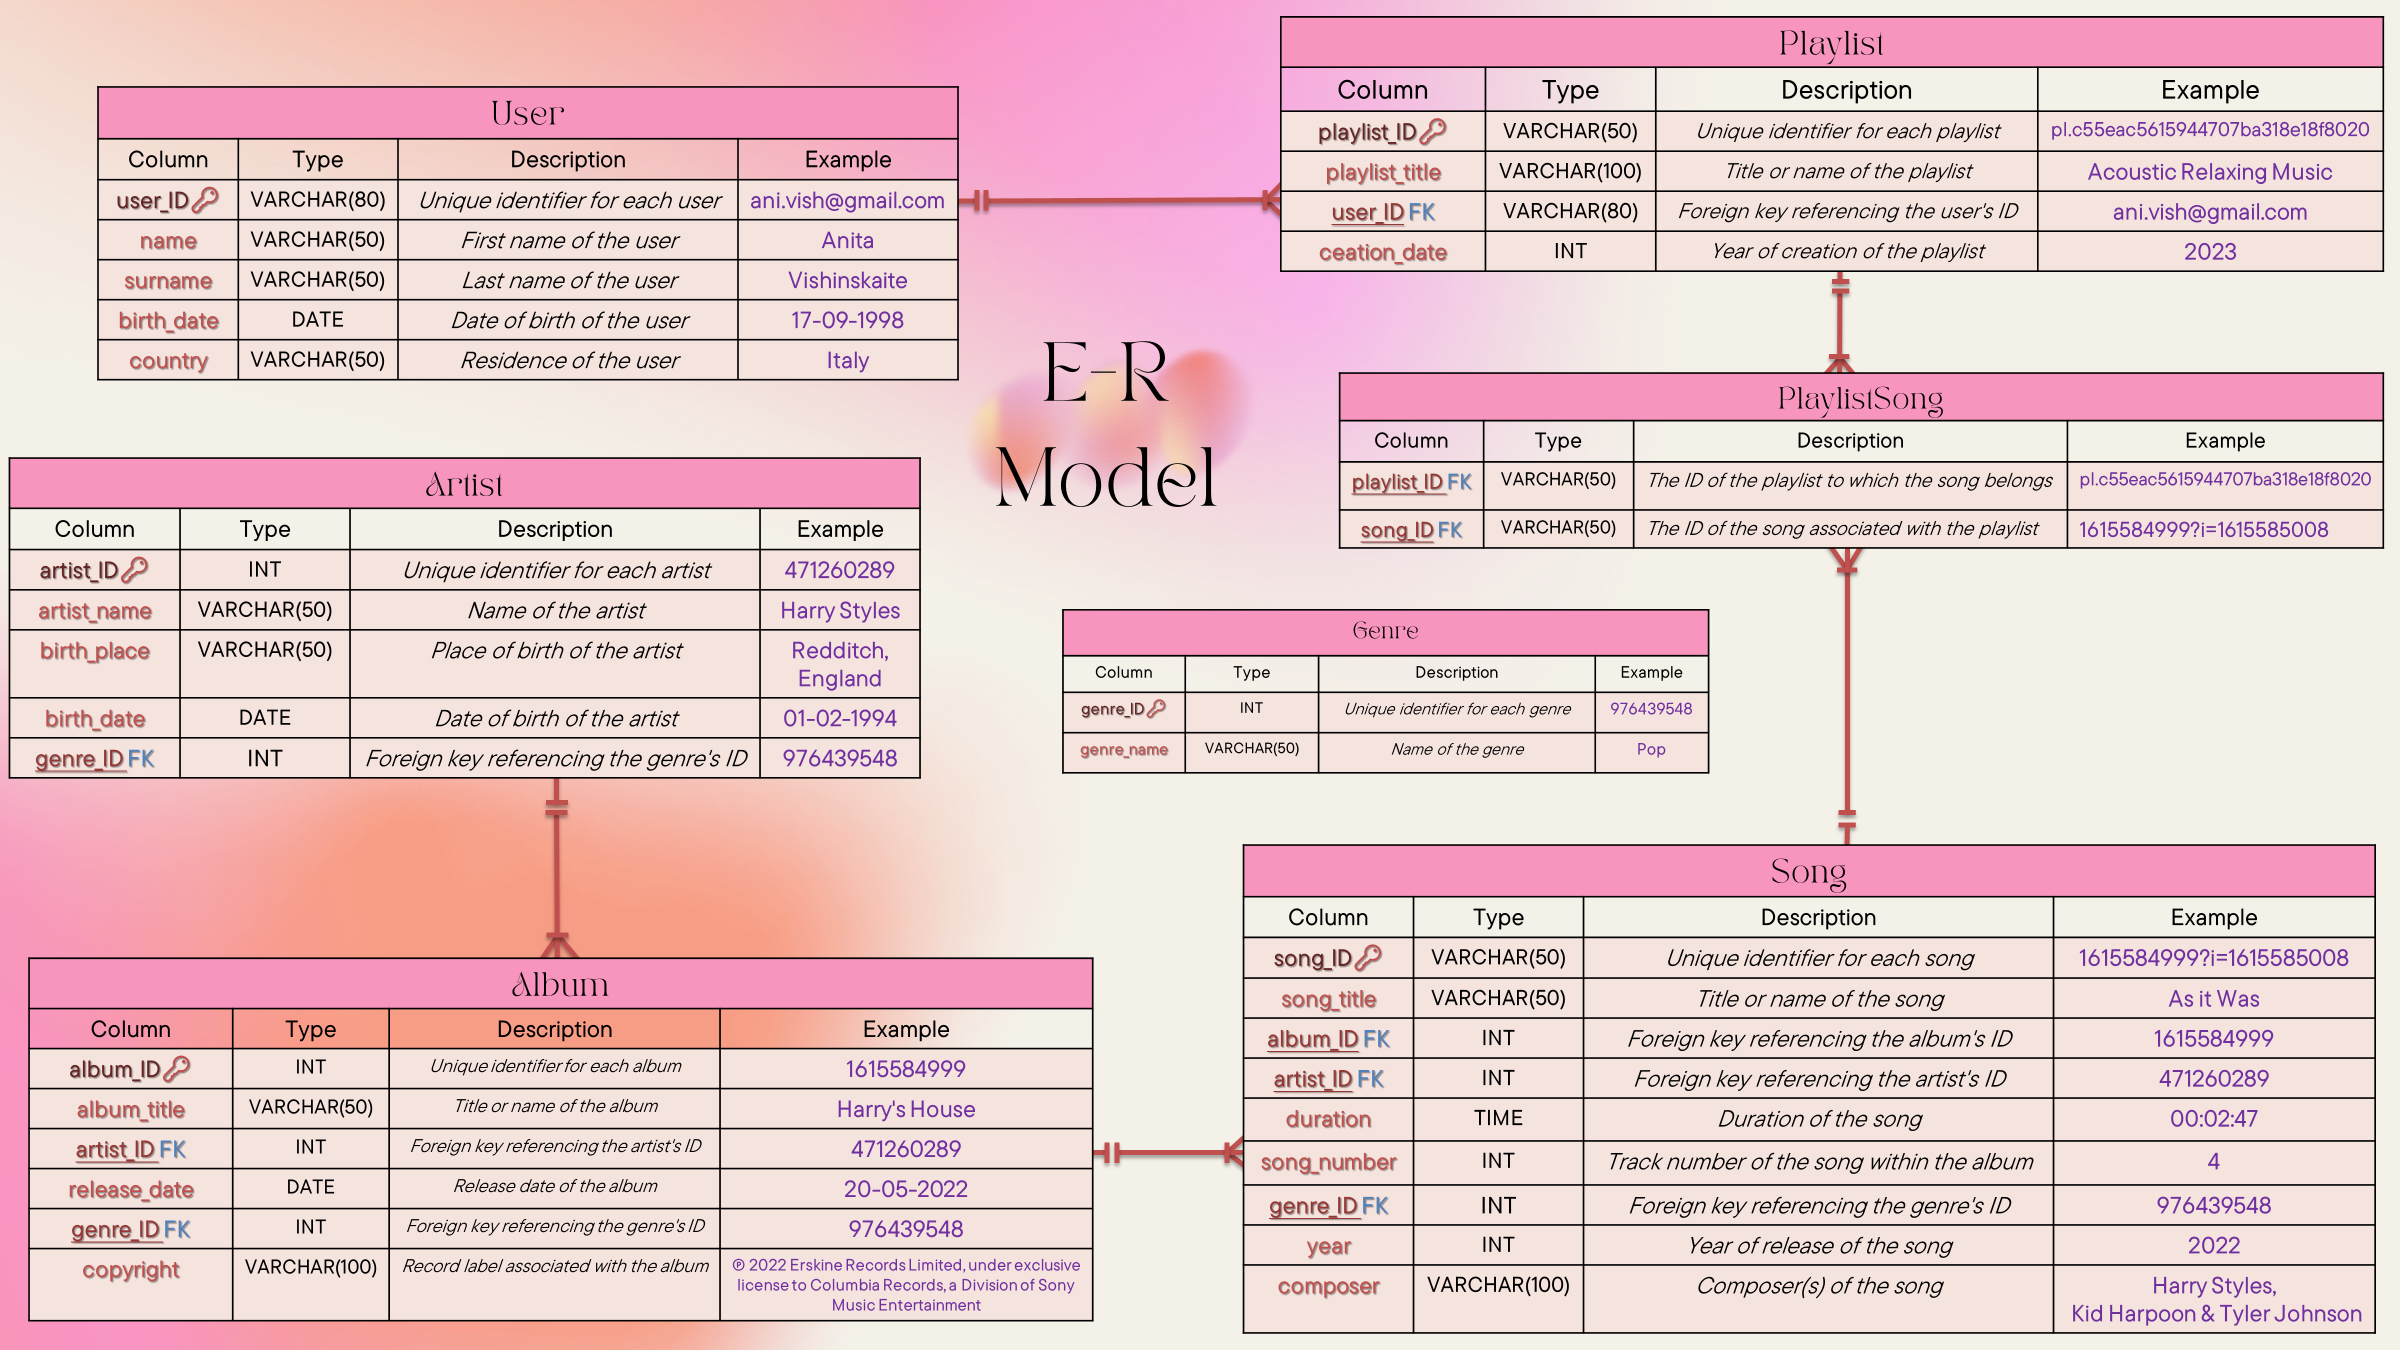 User
Column Type Description Example
user_ID VARCHAR(80) Unique identifier for each user ani.vish@gmail.com
name VARCHAR(50) First name of the user Anita
surname VARCHAR(50) Last name of the user Vishinskaite
birth_date DATE Date of birth of the user 17-09-1998
country VARCHAR(50) Residence of the user Italy
Playlist
Column Type Description Example
playlist_ID VARCHAR(50) Unique identifier for each playlist pl.c55eac5615944707ba318e18f8020
playlist_title VARCHAR(100) Title or name of the playlist Acoustic Relaxing Music
user_ID FK VARCHAR(80) Foreign key referencing the user's ID ani.vish@gmail.com
ceation_date INT Year of creation of the playlist 2023
E-R
Model
PlaylistSong
Column Type Description Example
playlist_ID FK VARCHAR(50) The ID of the playlist to which the song belongs pl.c55eac5615944707ba318e18f8020
song_ID FK VARCHAR(50) The ID of the song associated with the playlist 1615584999?i=1615585008
Artist
Column Type Description Example
artist_ID INT Unique identifier for each artist 471260289
artist_name VARCHAR(50) Name of the artist Harry Styles
birth_place VARCHAR(50) Place of birth of the artist Redditch,
England
birth_date DATE Date of birth of the artist 01-02-1994
genre_ID FK INT Foreign key referencing the genre's ID 976439548
Genre
Column Type Description Example
genre_ID INT Unique identifier for each genre 976439548
genre_name VARCHAR(50) Name of the genre Pop
Album
Column Type Description Example
album_ID INT Unique identifier for each album 1615584999
album_title VARCHAR(50) Title or name of the album Harry's House
artist_ID FK INT Foreign key referencing the artist's ID 471260289
release_date DATE Release date of the album 20-05-2022
genre_ID FK INT Foreign key referencing the genre's ID 976439548
copyright VARCHAR(100) Record label associated with the album ℗ 2022 Erskine Records Limited, under exclusive
license to Columbia Records, a Division of Sony
Music Entertainment
Song
Column Type Description Example
song_ID VARCHAR(50) Unique identifier for each song 1615584999?i=1615585008
song_title VARCHAR(50) Title or name of the song As it Was
album_ID FK INT Foreign key referencing the album's ID 1615584999
artist_ID FK INT Foreign key referencing the artist's ID 471260289
duration TIME Duration of the song 00:02:47
song_number INT Track number of the song within the album 4
genre_ID FK INT Foreign key referencing the genre's ID 976439548
year INT Year of release of the song 2022
composer VARCHAR(100) Composer(s) of the song Harry Styles,
Kid Harpoon & Tyler Johnson